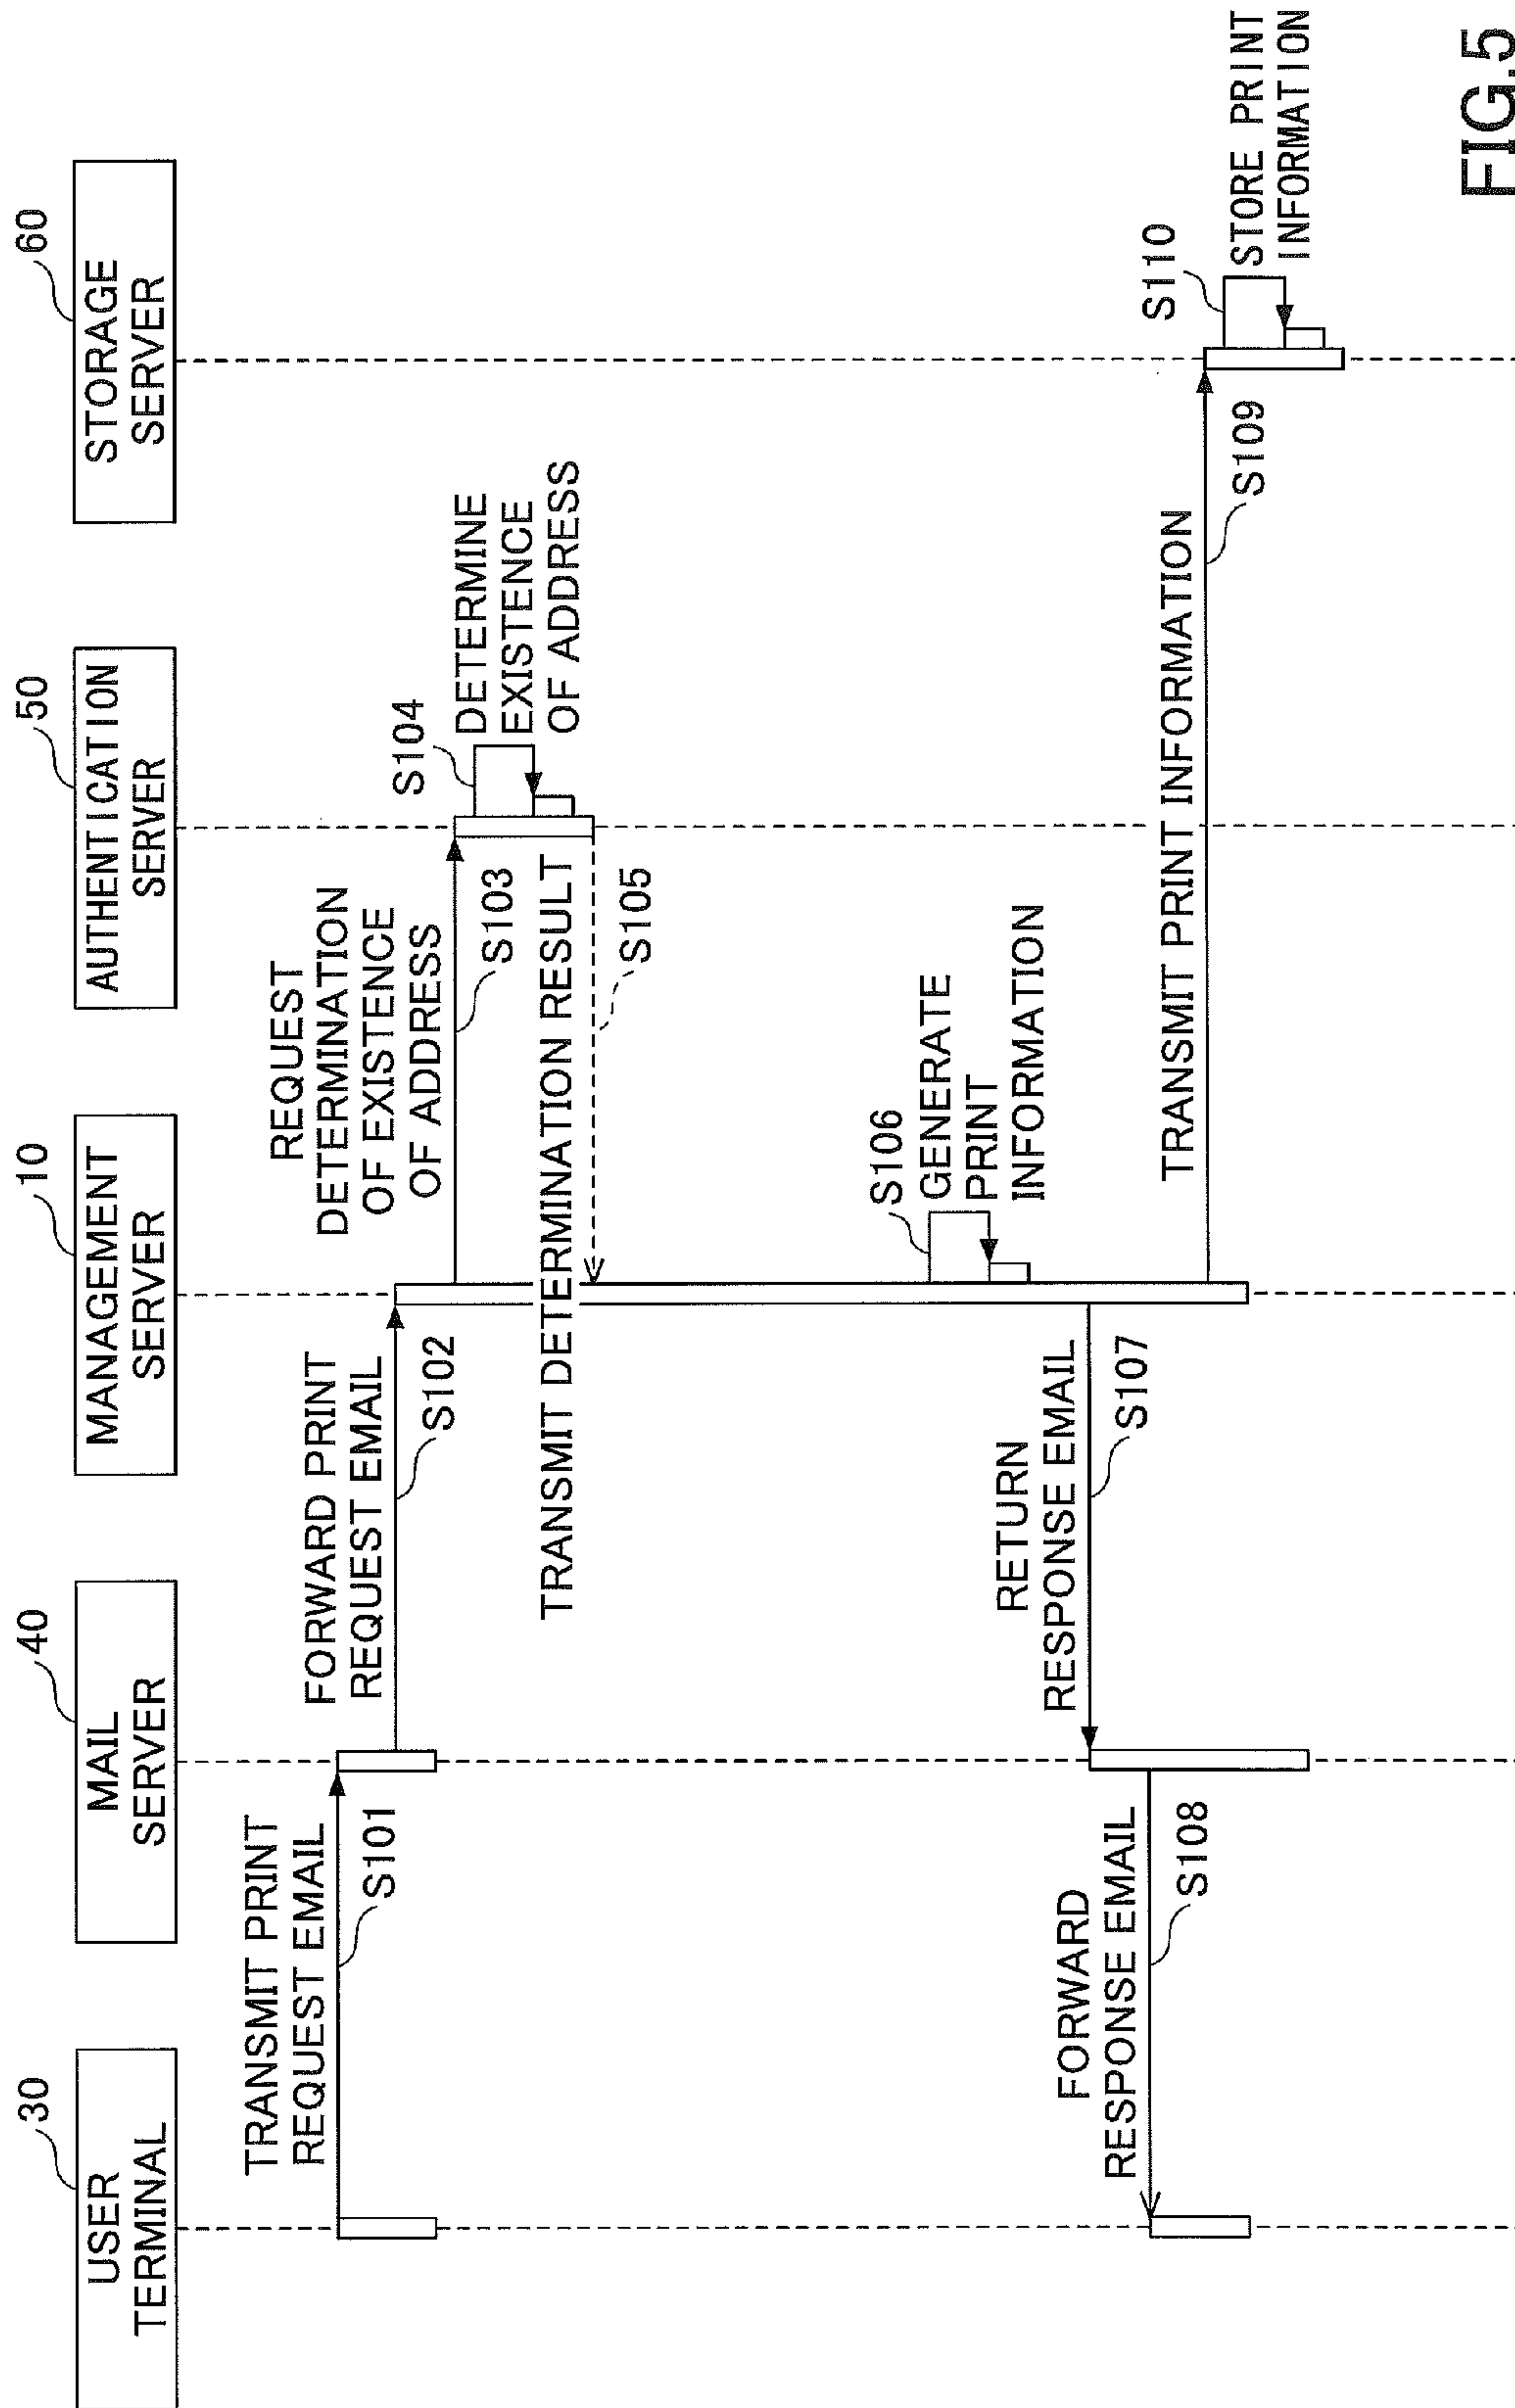 30
USER
TERMINAL
40
MAIL
SERVER
10
MANAGEMENT
SERVER
50
AUTHENTICATION
SERVER
60
STORAGE
SERVER
TRANSMIT PRINT
REQUEST EMAIL
S101
FORWARD PRINT
REQUEST EMAIL
S102
REQUEST
DETERMINATION
OF EXISTENCE
OF ADDRESS
S103
S104
DETERMINE
EXISTENCE
OF ADDRESS
TRANSMIT DETERMINATION RESULT
S105
S106
GENERATE
PRINT
INFORMATION
RETURN
RESPONSE EMAIL
S107
FORWARD
RESPONSE EMAIL
S108
TRANSMIT PRINT INFORMATION
S109
S110
STORE PRINT
INFORMATION
FIG.5